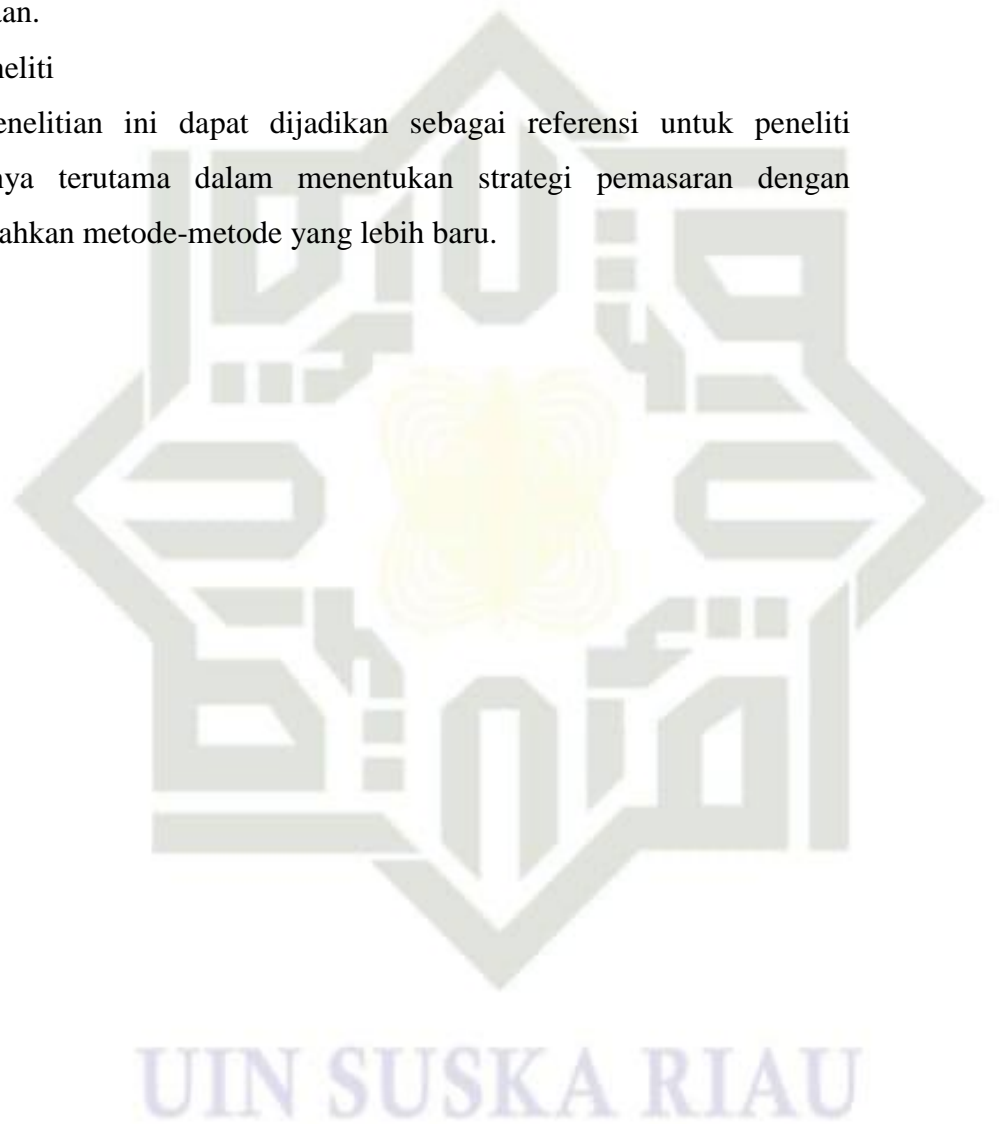 an.
neliti
enelitian ini dapat dijadikan sebagai referensi untuk peneliti
nya terutama dalam menentukan strategi pemasaran dengan
ahkan metode-metode yang lebih baru.
UIN SUSKA RIAU